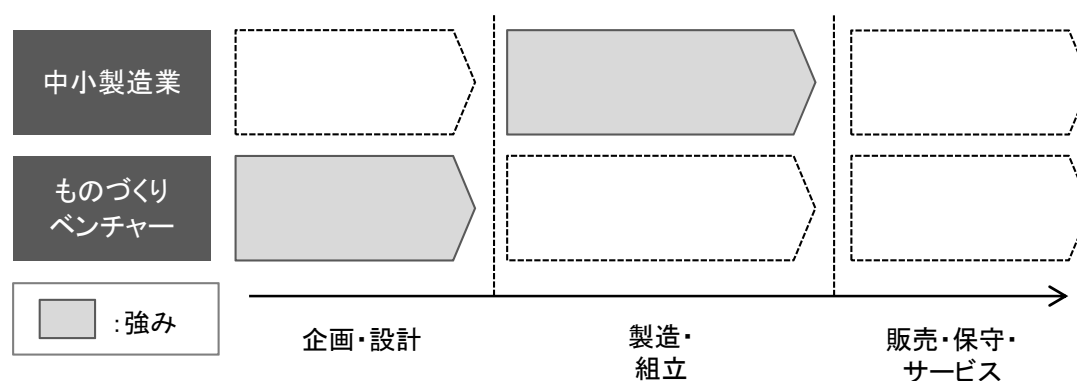 中小製造業
ものづくり
ベンチャー
:強み
企画・設計
製造・
組立
販売・保守・
サービス